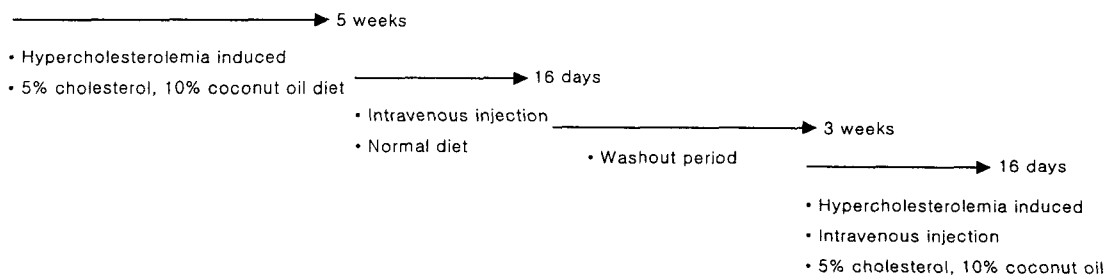 5 weeks
• Hypercholesterolemia induced
• 5% cholesterol, 10% coconut oil diet
16 days
• Intravenous injection
• Normal diet
3 weeks
• Washout period
16 days
• Hypercholesterolemia induced
• Intravenous injection
• 5% cholesterol, 10% coconut oil